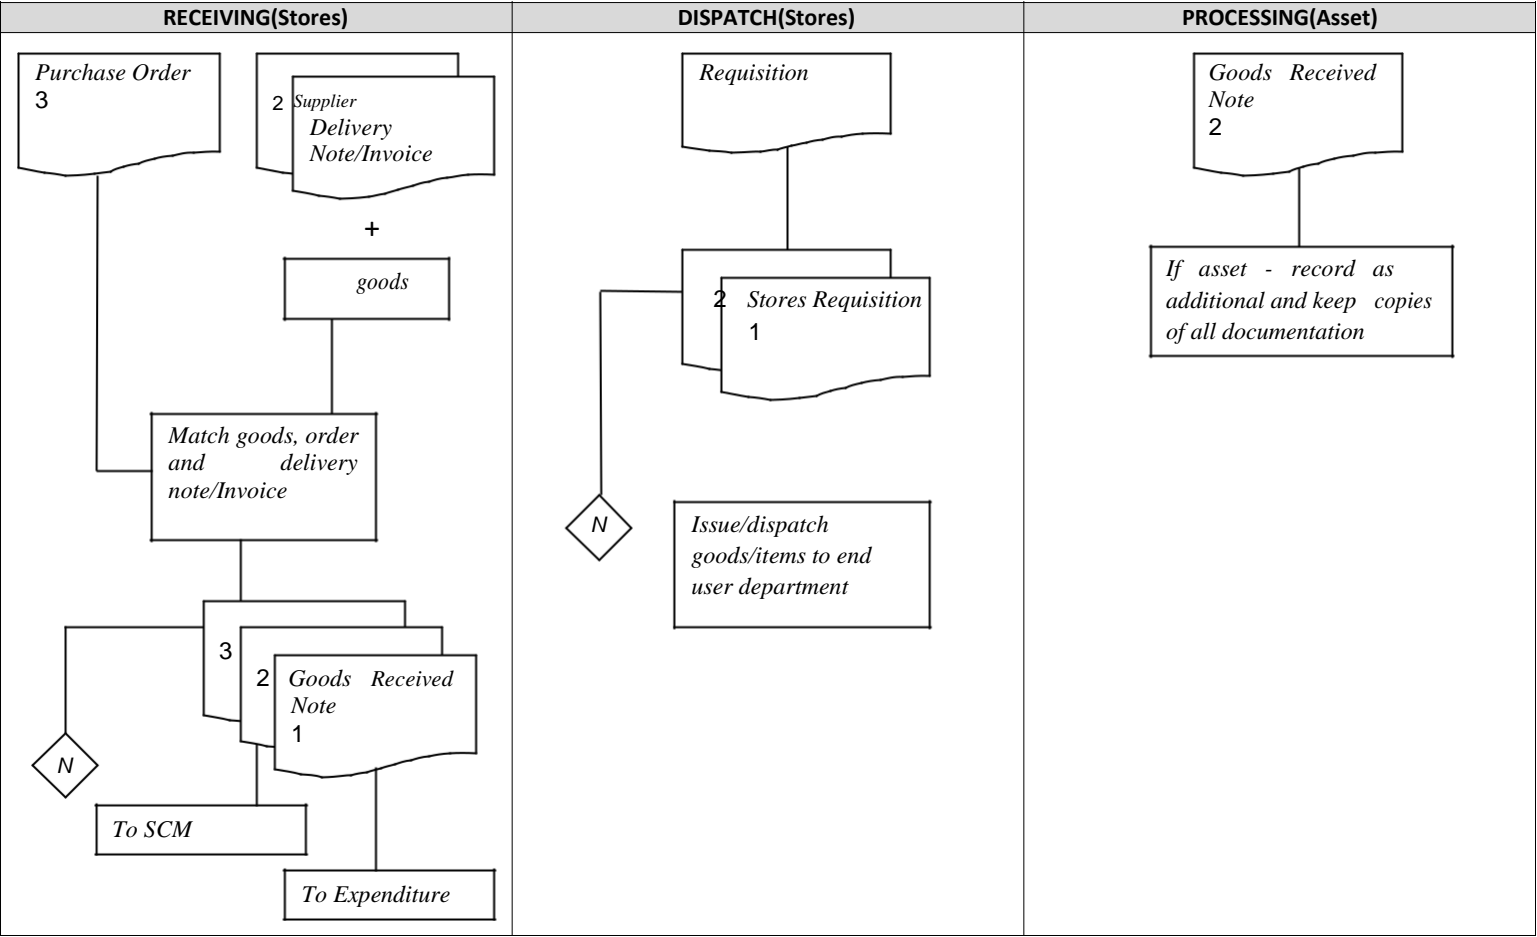 RECEIVING(Stores)
DISPATCH(Stores)
PROCESSING(Asset)
Purchase Order
3
2 Supplier
Delivery
Note/Invoice
+
goods
Match goods, order
and delivery
note/Invoice
3
2 Goods Received
Note
1
N
To SCM
To Expenditure
Requisition
2 Stores Requisition
1
N
Issue/dispatch
goods/items to end
user department
Goods Received
Note
2
If asset - record as
additional and keep copies
of all documentation